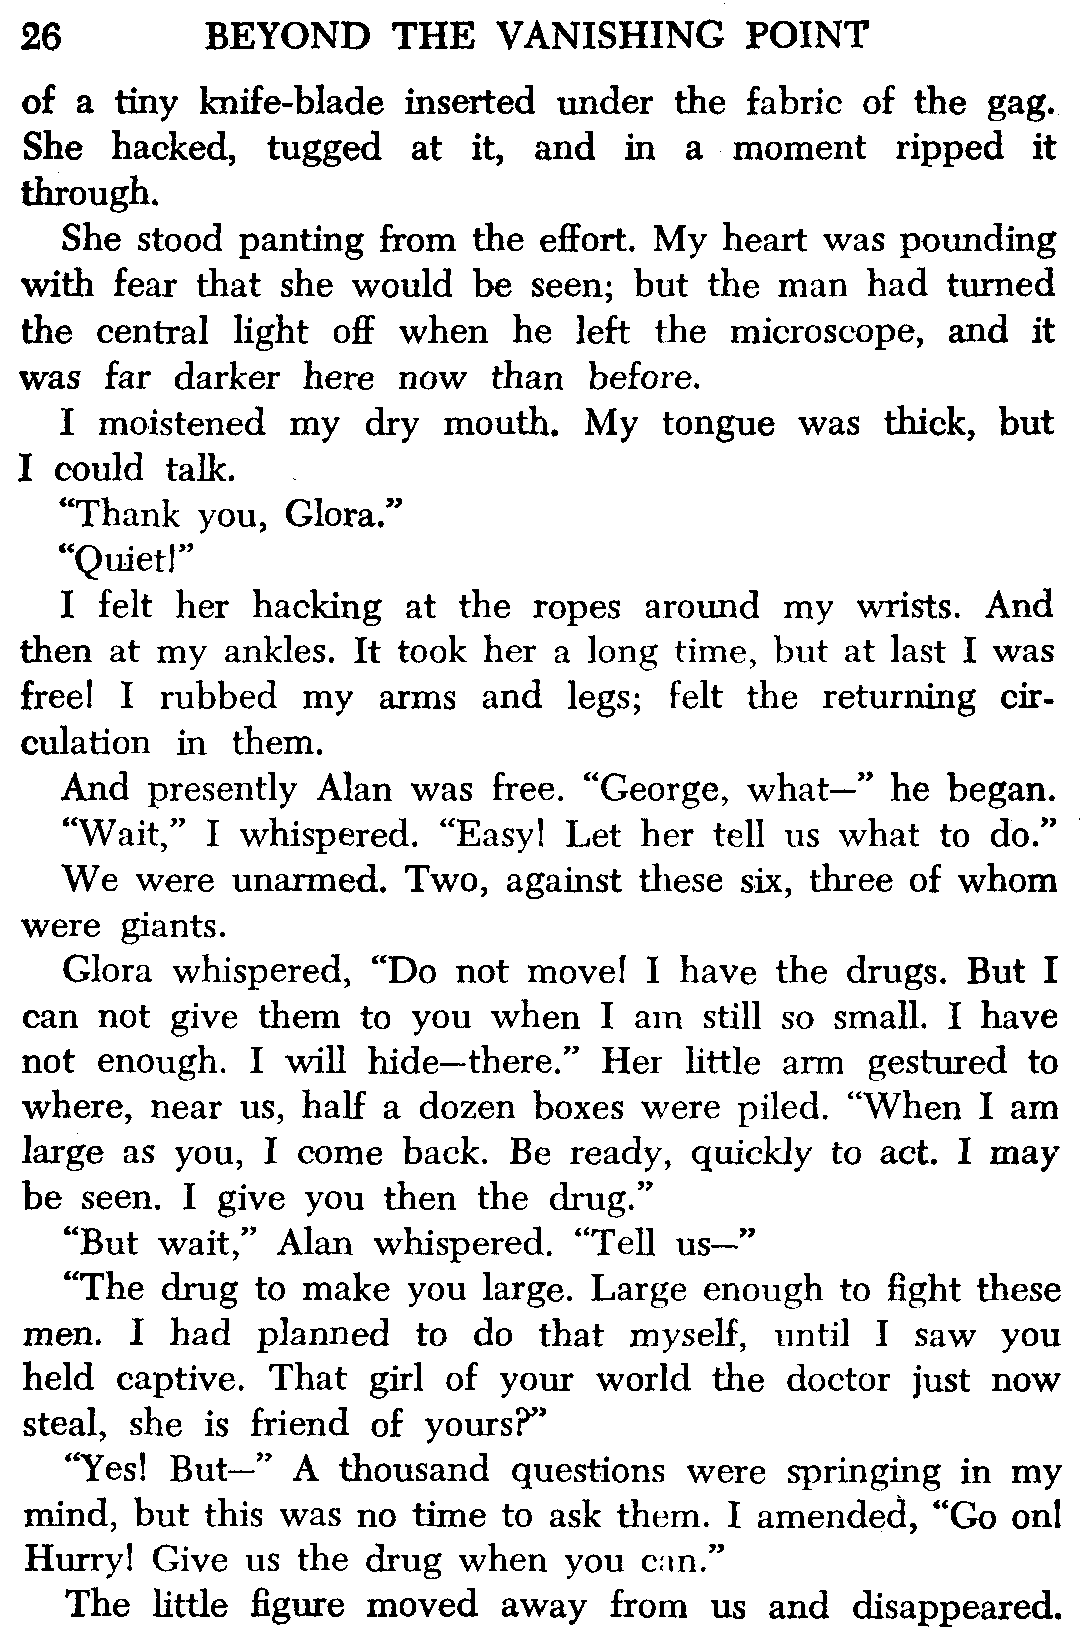 26 BEYOND THE VANISHING POINT
of a tiny knife-blade inserted under the fabric of the gag.
She hacked, tugged at it, and in a moment ripped it
through.
She stood panting from the effort. My heart was pounding
with fear that she would be seen; but the man had turned
the central light off when he left the microscope, and it
was far darker here now than before.
I moistened my dry mouth. My tongue was thick, but
I could talk.
“Thank you, Glora.”
“Quiet!”
I felt her hacking at the ropes around my wrists. And
then at my ankles. It took her a long time, but at last I was
free! I rubbed my arms and legs; felt the returning cir-
culation in them.
And presently Alan was free. “George, what—” he began.
“Wait,” I whispered. “Easy! Let her tell us what to do.”
We were unarmed. Two, against these six, three of whom
were giants.
Glora whispered, “Do not move! I have the drugs. But I
can not give them to you when I am still so small. I have
not enough. I will hide—there.” Her little arm gestured to
where, near us, half a dozen boxes were piled. “When I am
large as you, I come back. Be ready, quickly to act. I may
be seen. I give you then the drug.”
“But wait,” Alan whispered. “Tell us—”
“The drug to make you large. Large enough to fight these
men. I had planned to do that myself, until I saw you
held captive. That girl of your world the doctor just now
steal, she is friend of yours?”
“Yes! But—” A thousand questions were springing in my
mind, but this was no time to ask them. I amended, “Go on!
Hurry! Give us the drug when you can.”
The little figure moved away from us and disappeared.